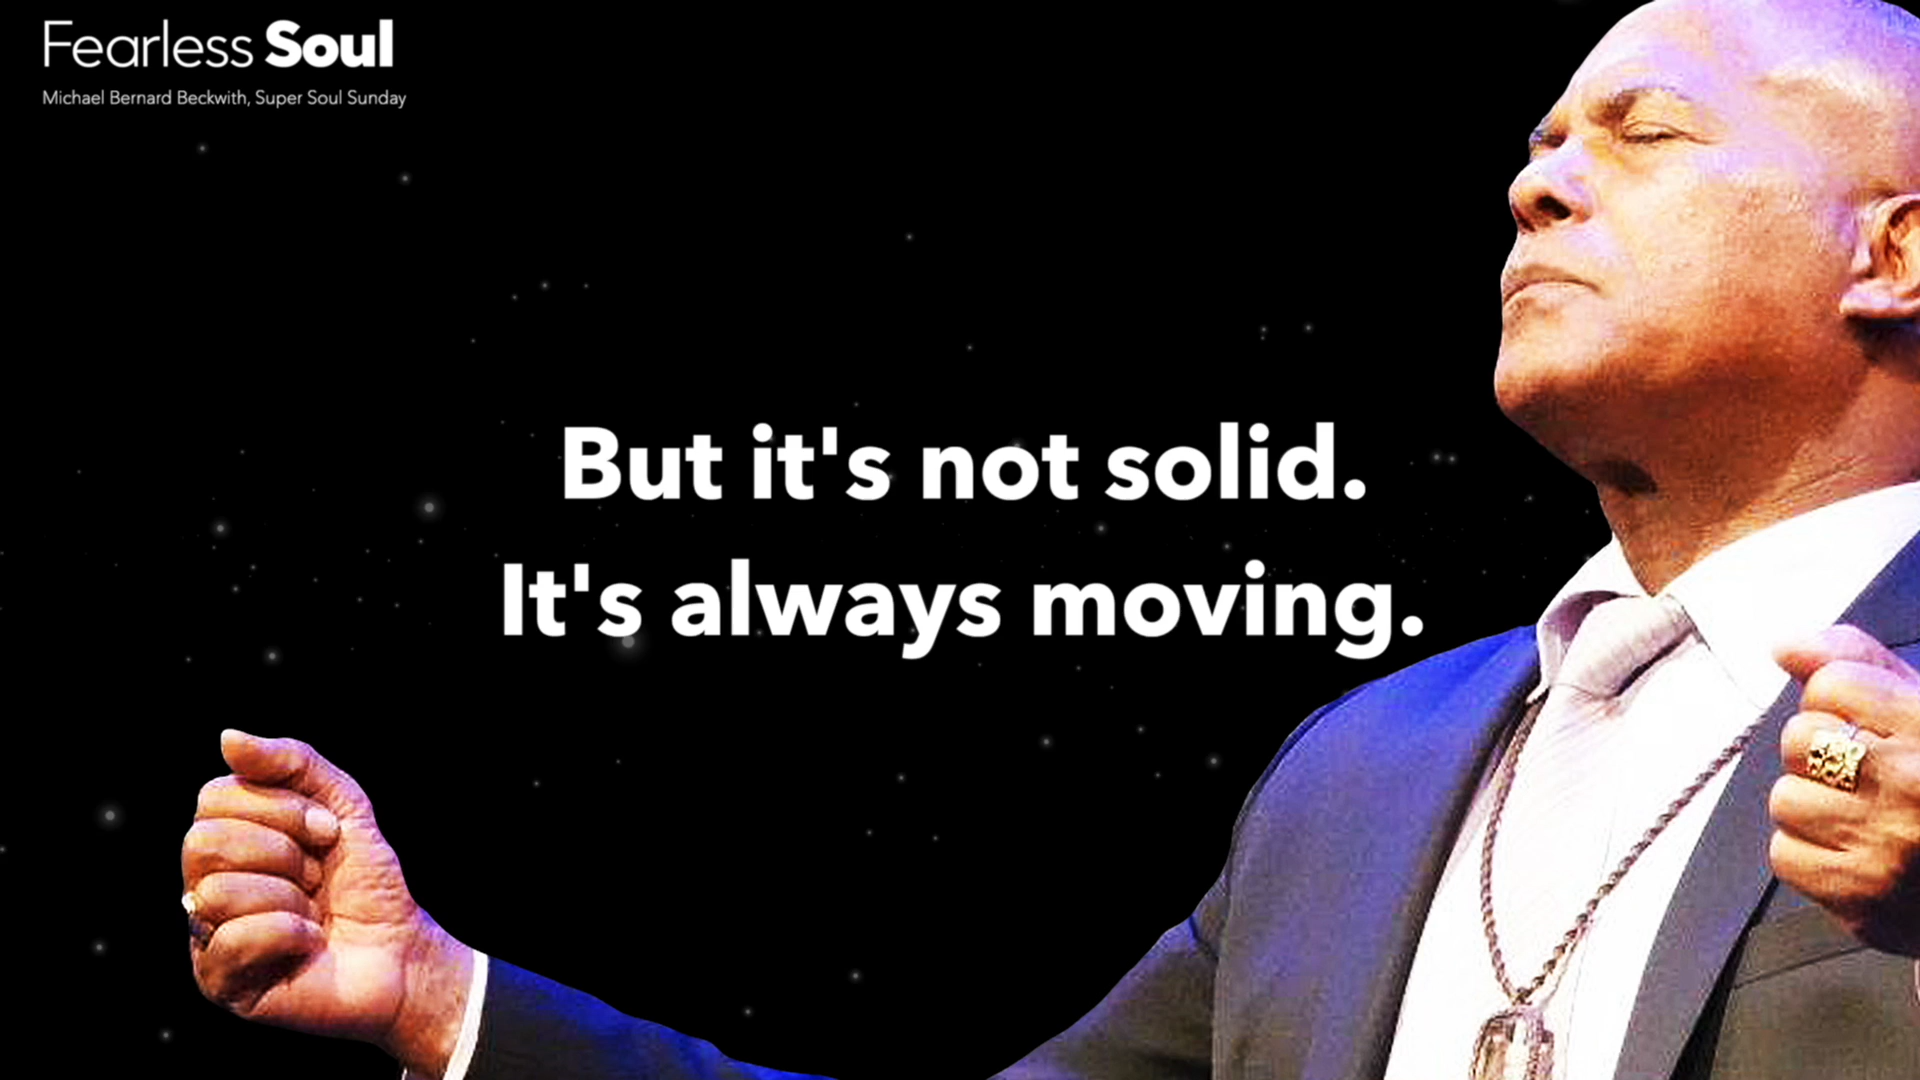 Fearless Soul
Michael Bernard Beckwith, Super Soul Sunday
But it's not solid.
It's always moving.